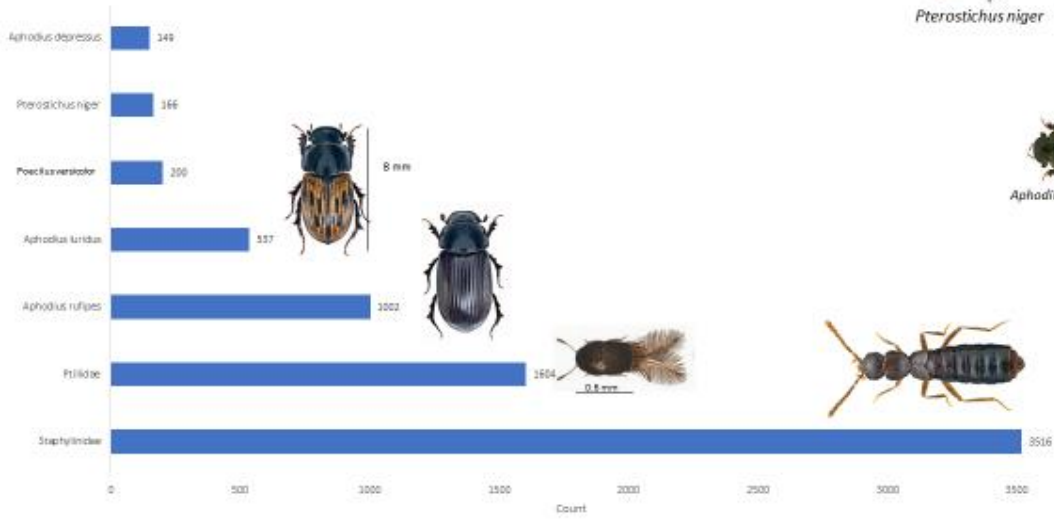 Pterostichus niger
Aphodius depressus 149
Pterostichus niger 166
Poecilus versicolor 200
8 mm
Aphodi
Aphodius luridus 537
Aphodius rufipes 1002
Ptiliidae 1604
0.8 mm
Staphylinidae 3516
0 500 1000 1500 2000 2500 3000 3500
Count